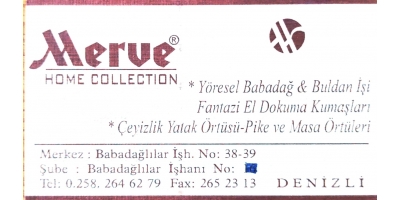 Merve®
HOME COLLECTION
* Yöresel Babadağ & Buldan İşi
Fantazi El Dokuma Kumaşları
* Çeyizlik Yatak Örtüsü-Pike ve Masa Örtüleri
Merkez : Babadağlılar İşh. No: 38-39
Şube : Babadağlılar İşhanı No:
Tel: 0.258. 264 62 79 Fax: 265 23 13 DENİZLİ